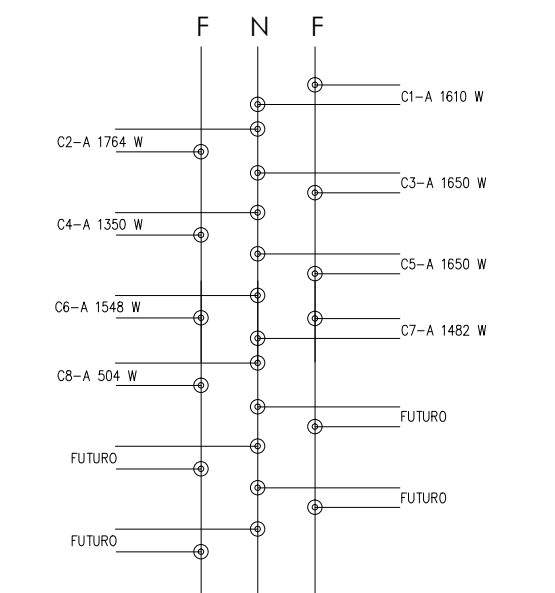 F N F
C1-A 1610 W
C2-A 1764 W
C3-A 1650 W
C4-A 1350 W
C5-A 1650 W
C6-A 1548 W
C7-A 1482 W
C8-A 504 W
FUTURO
FUTURO
FUTURO
FUTURO